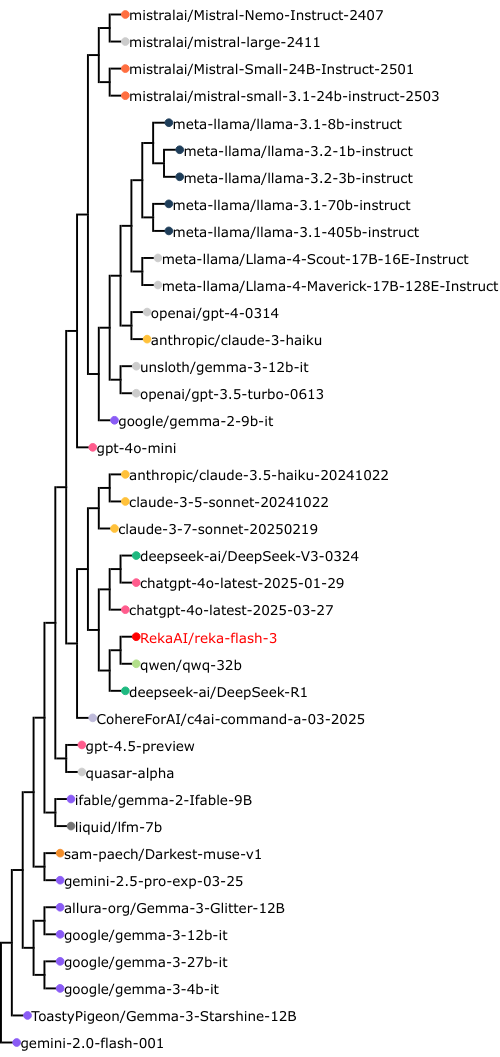 mistralai/Mistral-Nemo-Instruct-2407
mistralai/mistral-large-2411
mistralai/Mistral-Small-24B-Instruct-2501
mistralai/mistral-small-3.1-24b-instruct-2503
meta-llama/llama-3.1-8b-instruct
meta-llama/llama-3.2-1b-instruct
meta-llama/llama-3.2-3b-instruct
meta-llama/llama-3.1-70b-instruct
meta-llama/llama-3.1-405b-instruct
meta-llama/Llama-4-Scout-17B-16E-Instruct
meta-llama/Llama-4-Maverick-17B-128E-Instruct
openai/gpt-4-0314
anthropic/claude-3-haiku
unsloth/gemma-3-12b-it
openai/gpt-3.5-turbo-0613
google/gemma-2-9b-it
gpt-4o-mini
anthropic/claude-3.5-haiku-20241022
claude-3-5-sonnet-20241022
claude-3-7-sonnet-20250219
deepseek-ai/DeepSeek-V3-0324
chatgpt-4o-latest-2025-01-29
chatgpt-4o-latest-2025-03-27
RekaAI/reka-flash-3
qwen/qwq-32b
deepseek-ai/DeepSeek-R1
CohereForAI/c4ai-command-a-03-2025
gpt-4.5-preview
quasar-alpha
ifable/gemma-2-Ifable-9B
liquid/lfm-7b
sam-paech/Darkest-muse-v1
gemini-2.5-pro-exp-03-25
allura-org/Gemma-3-Glitter-12B
google/gemma-3-12b-it
google/gemma-3-27b-it
google/gemma-3-4b-it
ToastyPigeon/Gemma-3-Starshine-12B
gemini-2.0-flash-001